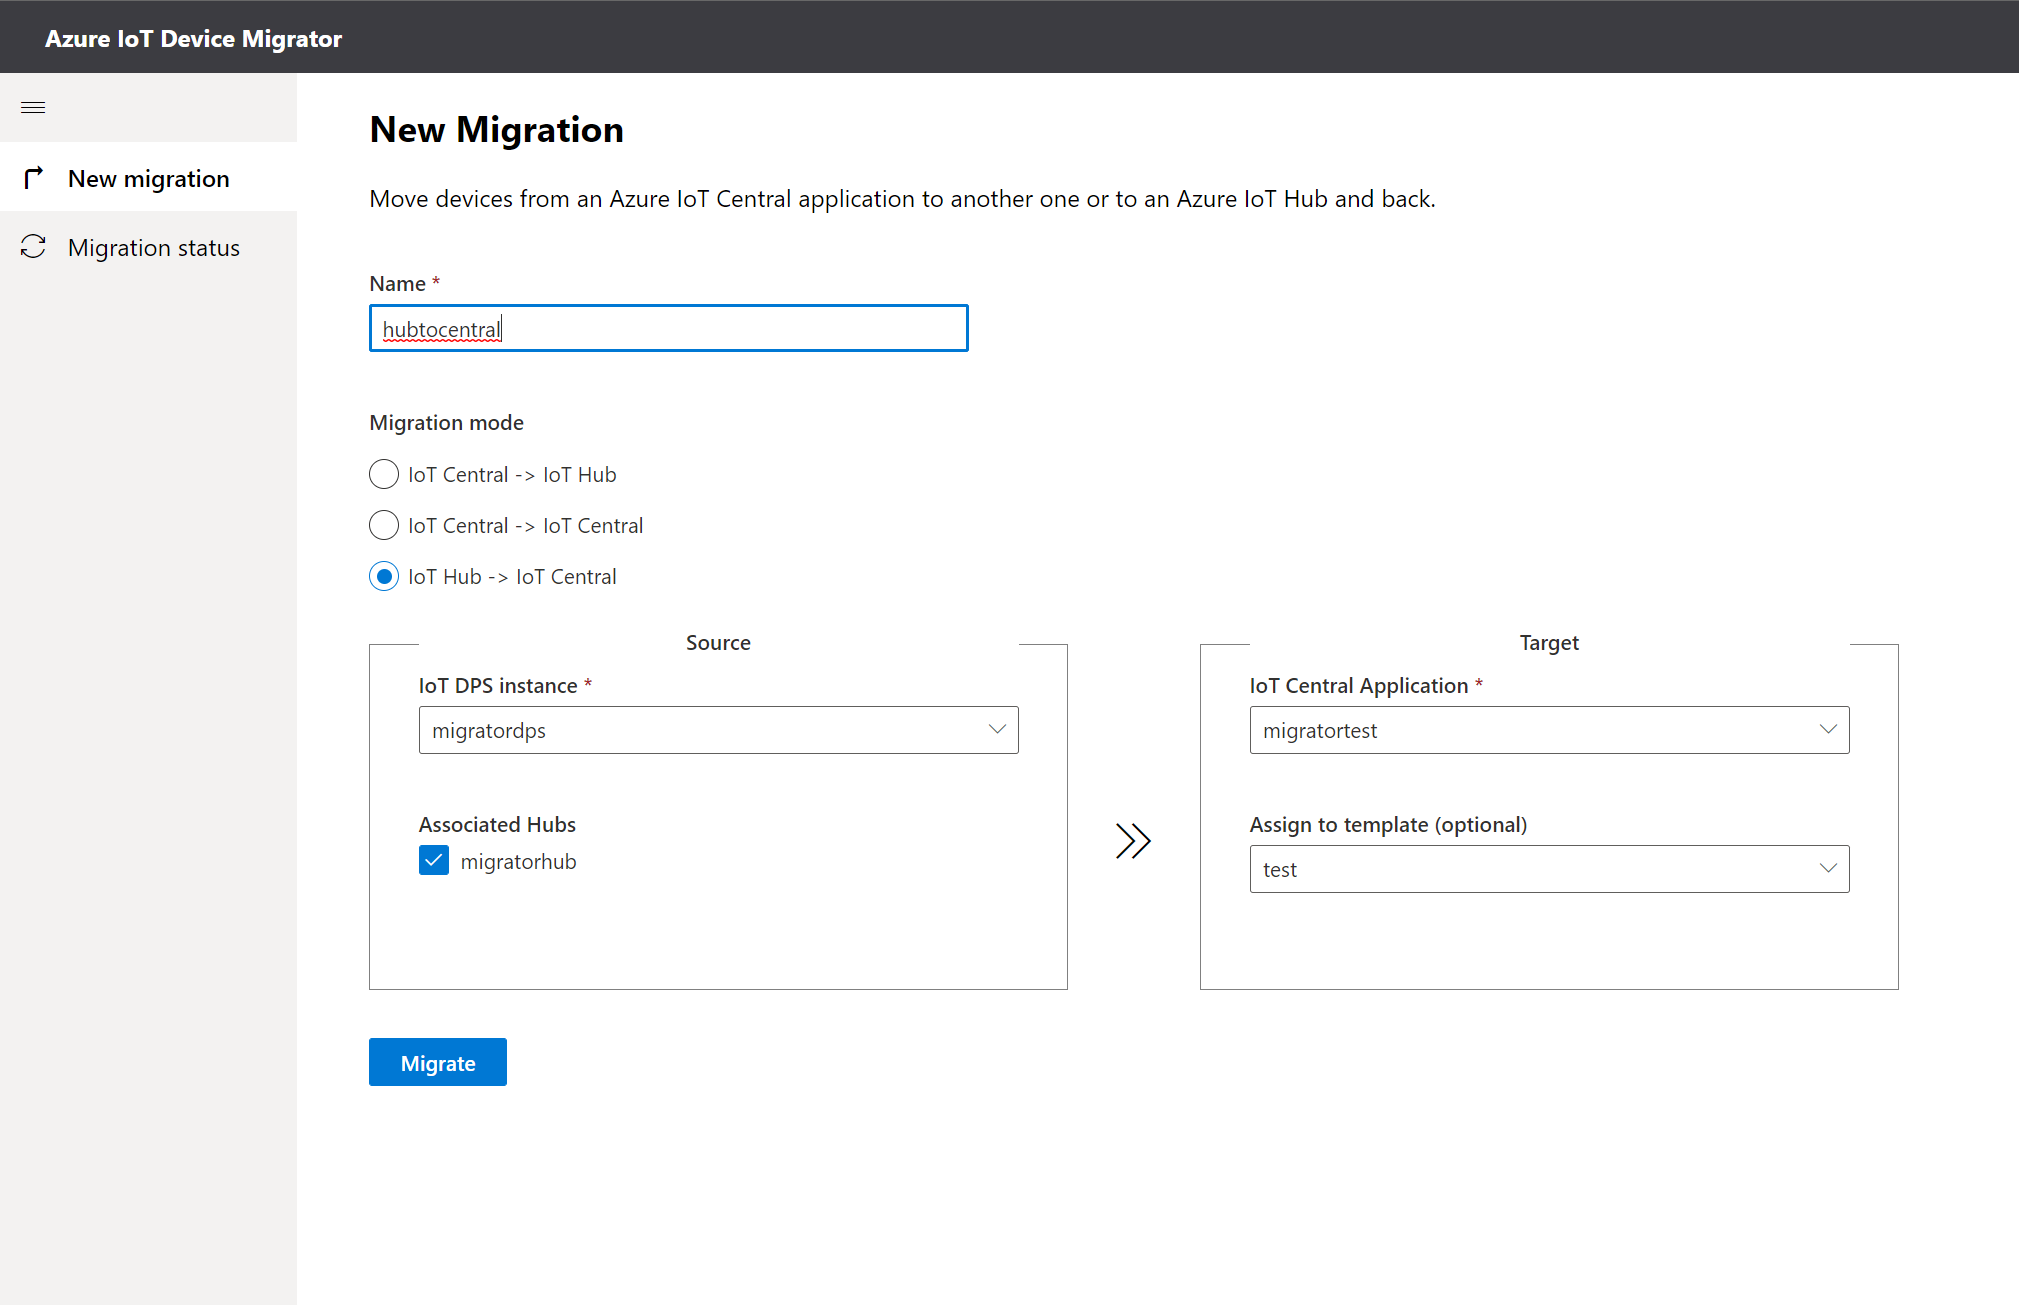 Azure IoT Device Migrator
New migration
Migration status
New Migration
Move devices from an Azure IoT Central application to another one or to an Azure IoT Hub and back.
Name *
hubtocentral
Migration mode
IoT Central -> IoT Hub
IoT Central -> IoT Central
IoT Hub -> IoT Central
Source
IoT DPS instance *
migratordps
Associated Hubs
migratorhub
Target
IoT Central Application *
migratortest
Assign to template (optional)
test
Migrate